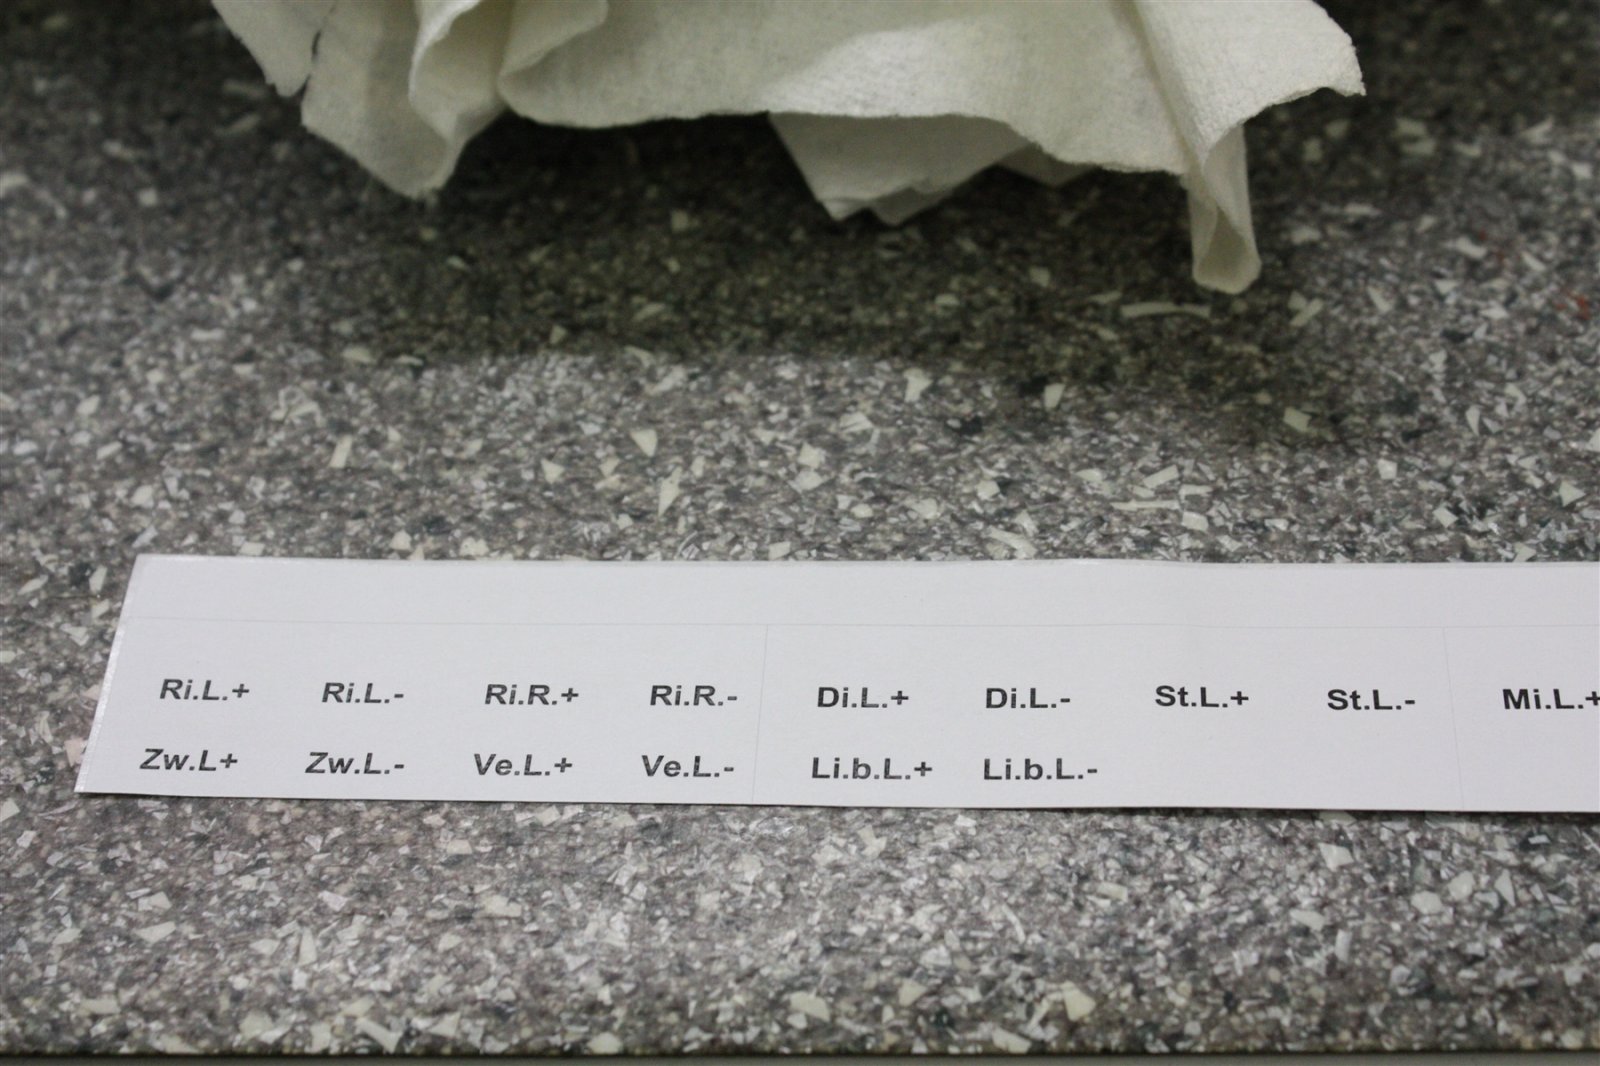 Ri.L.+ Ri.L.- Ri.R.+ Ri.R.- Di.L.+ Di.L.- St.L.+ St.L.- Mi.L.+
Zw.L+ Zw.L.- Ve.L.+ Ve.L.- Li.b.L.+ Li.b.L.-